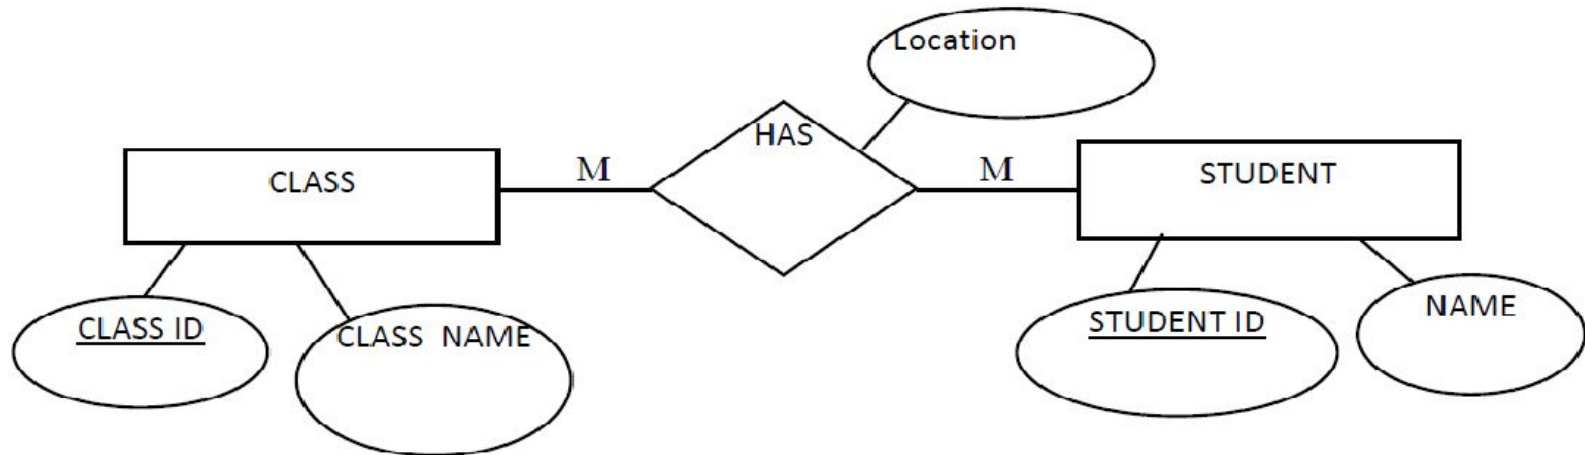 Location
HAS
CLASS
M
M
STUDENT
CLASS ID
CLASS NAME
STUDENT ID
NAME